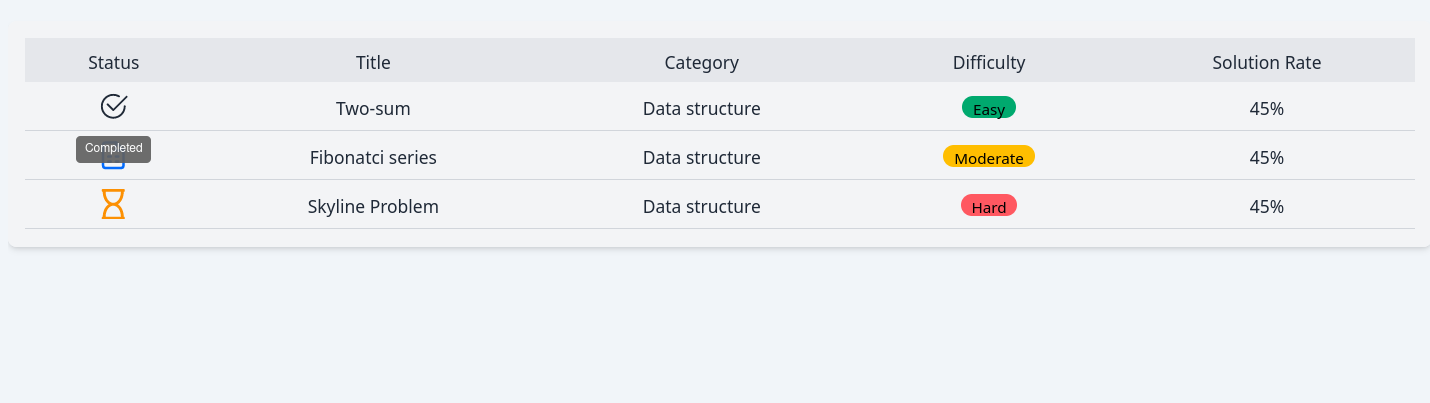 Status Title Category Difficulty Solution Rate
Two-sum Data structure Easy 45%
Completed
Fibonatci series Data structure Moderate 45%
Skyline Problem Data structure Hard 45%